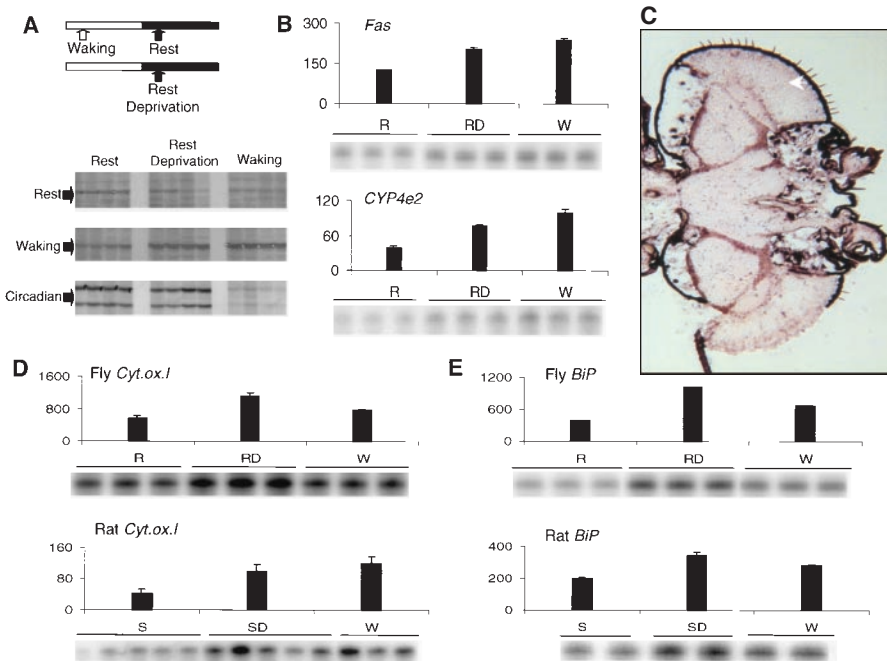 A
Waking
Rest
Rest
Deprivation
Rest
Rest
Deprivation
Waking
Rest
Waking
Circadian
B
Fas
300
150
0
R
RD
W
CYP4e2
120
60
0
R
RD
W
C
D
Fly Cyt.ox.I
1600
800
0
R
RD
W
Rat Cyt.ox.I
160
80
0
S
SD
W
E
Fly BiP
1200
600
0
R
RD
W
Rat BiP
400
200
0
S
SD
W